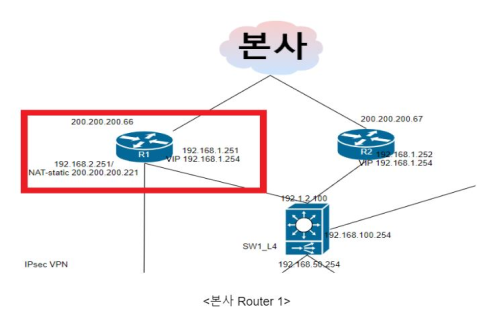 본사
200.200.200.66
200.200.200.67
R1
192.168.1.251
VIP 192.168.1.254
192.168.2.251/
NAT-static 200.200.200.221
R2
192.168.1.252
VIP 192.168.1.254
192.1.2.100
SW1_L4
192.168.100.254
192.168.50.254
IPsec VPN
<본사 Router 1>